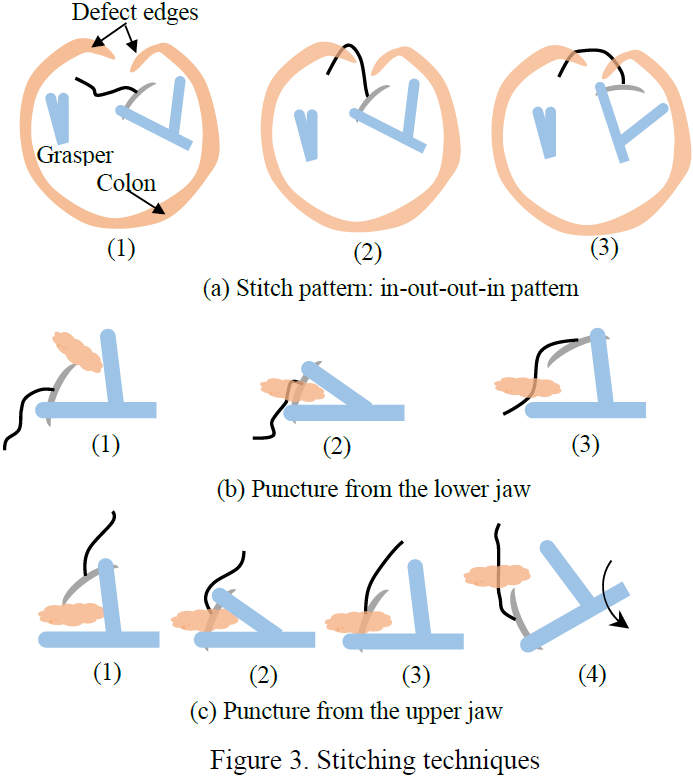 Defect edges
Grasper
Colon
(1)
(2)
(3)
(a) Stitch pattern: in-out-out-in pattern
(1)
(2)
(3)
(b) Puncture from the lower jaw
(1)
(2)
(3)
(4)
(c) Puncture from the upper jaw
Figure 3. Stitching techniques